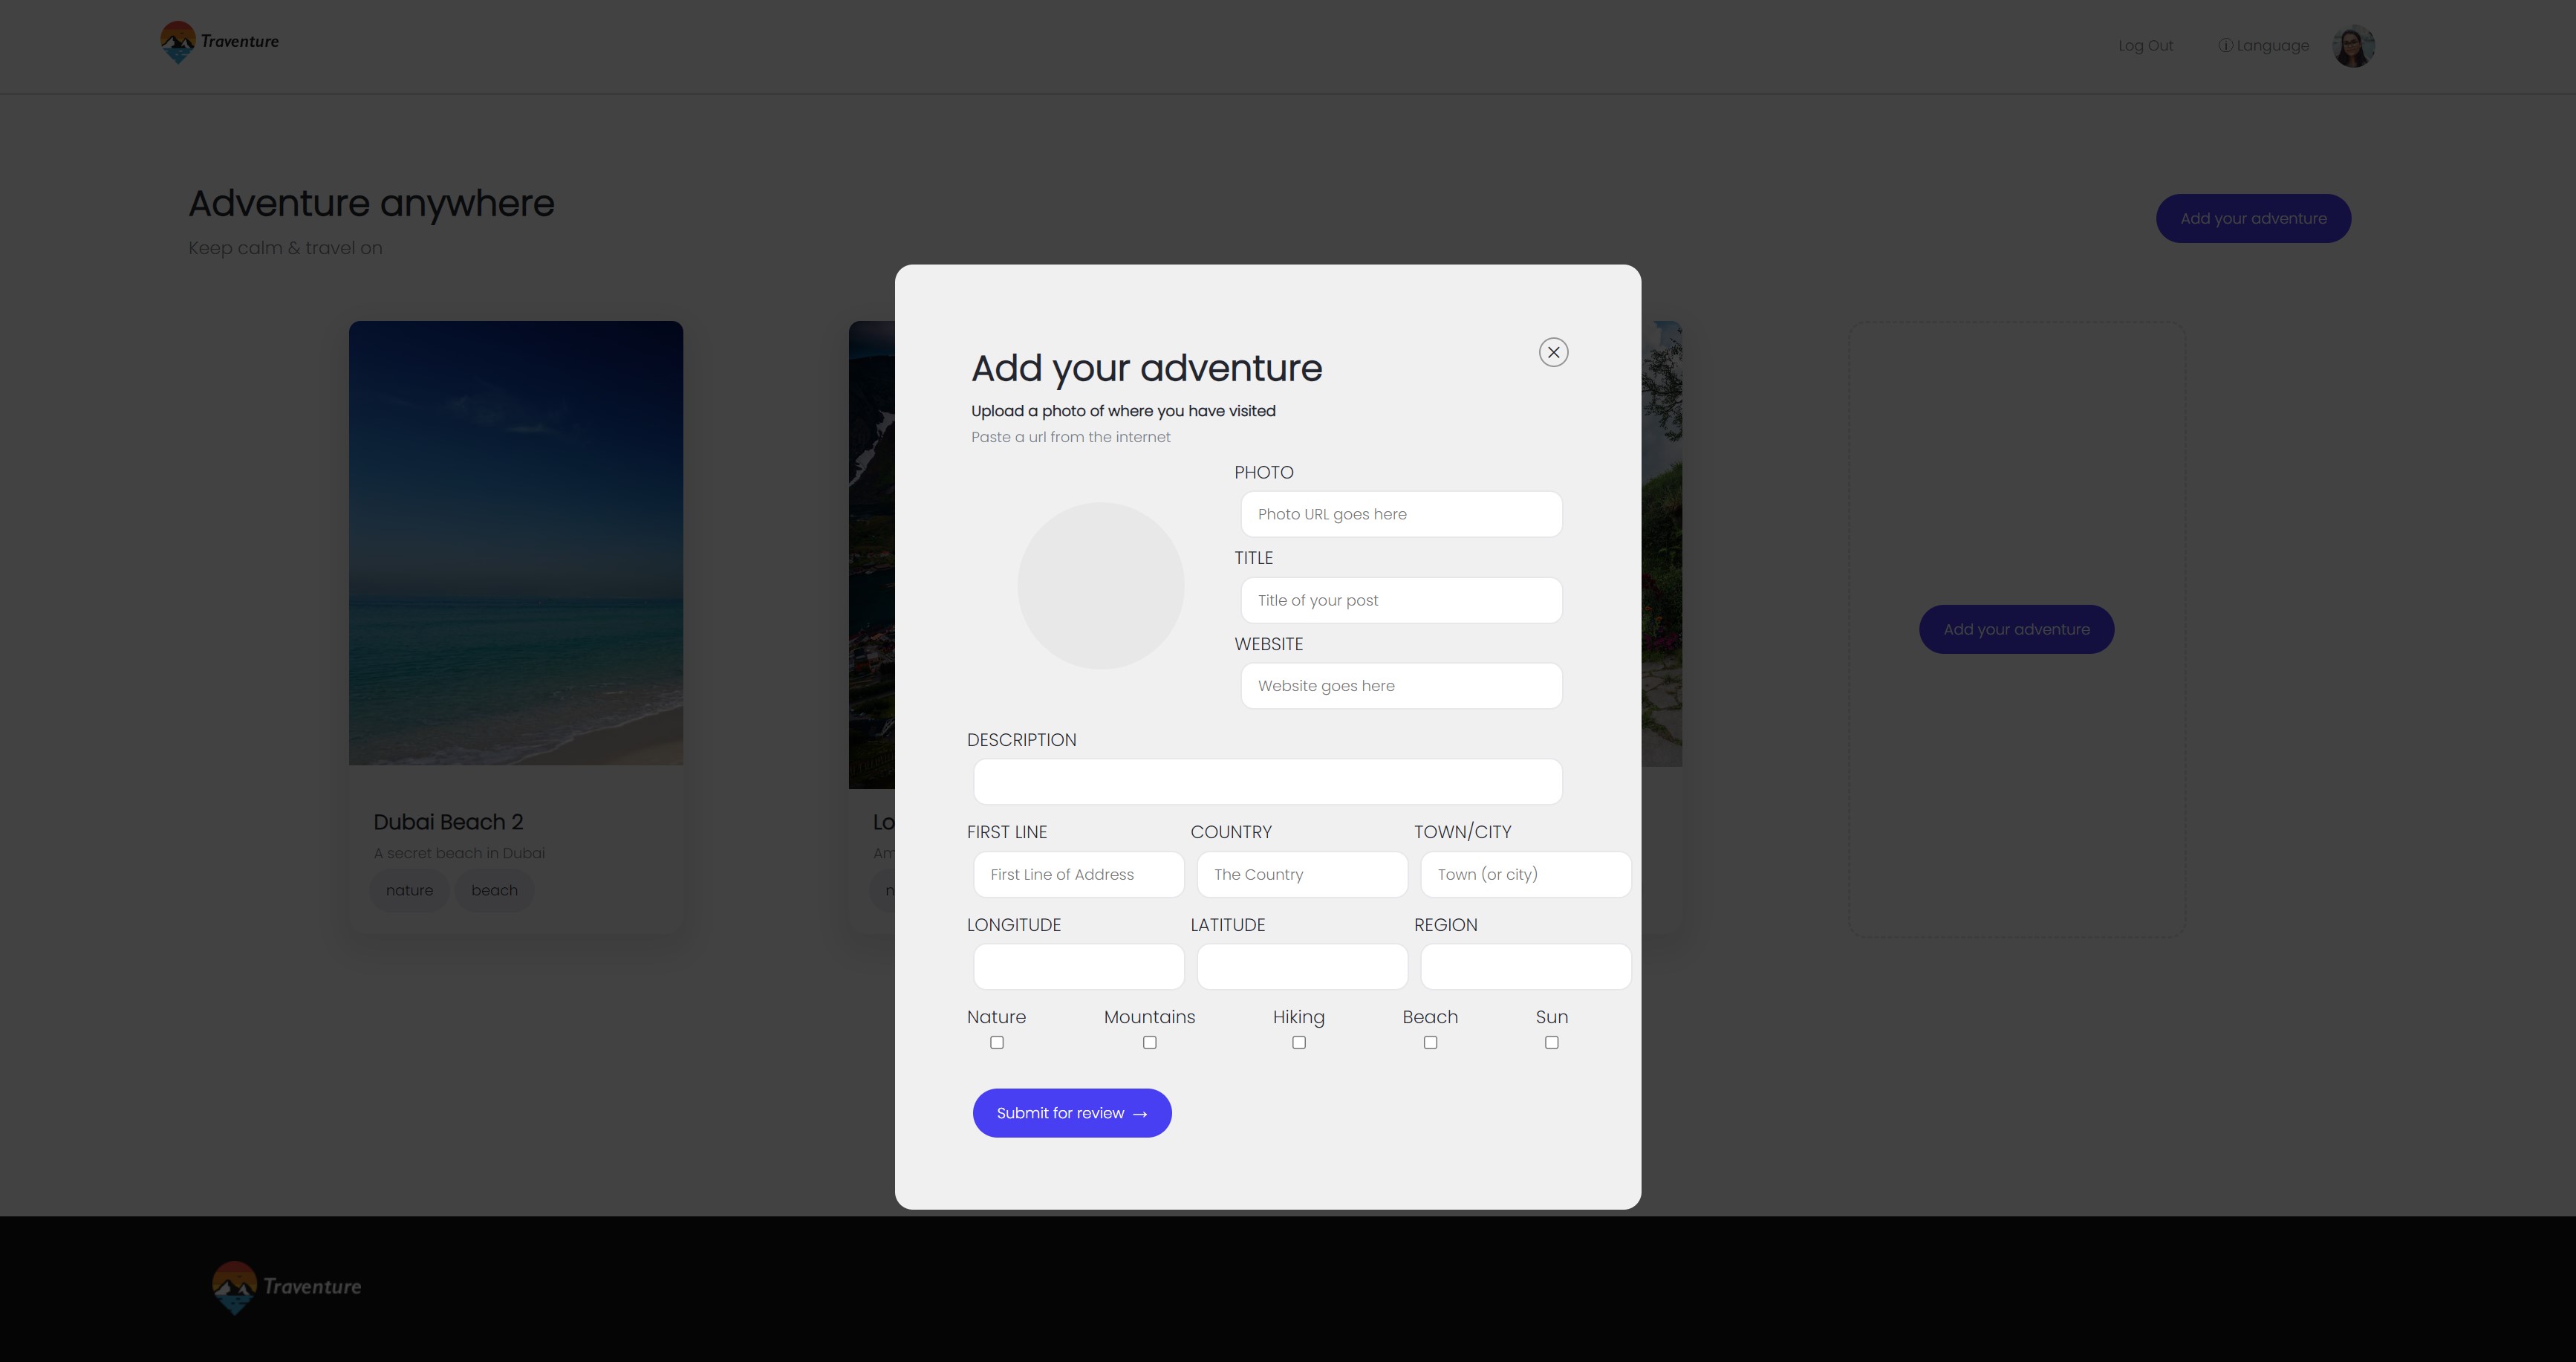 Traventure
Log Out
Language
Adventure anywhere
Keep calm & travel on
Add your adventure
Add your adventure
Upload a photo of where you have visited
Paste a url from the internet
PHOTO
Photo URL goes here
TITLE
Title of your post
WEBSITE
Website goes here
DESCRIPTION
FIRST LINE COUNTRY TOWN/CITY
First Line of Address The Country Town (or city)
LONGITUDE LATITUDE REGION
Nature Mountains Hiking Beach Sun
Submit for review →
Add your adventure
Dubai Beach 2
A secret beach in Dubai
nature beach
Lo
Am
n
Traventure